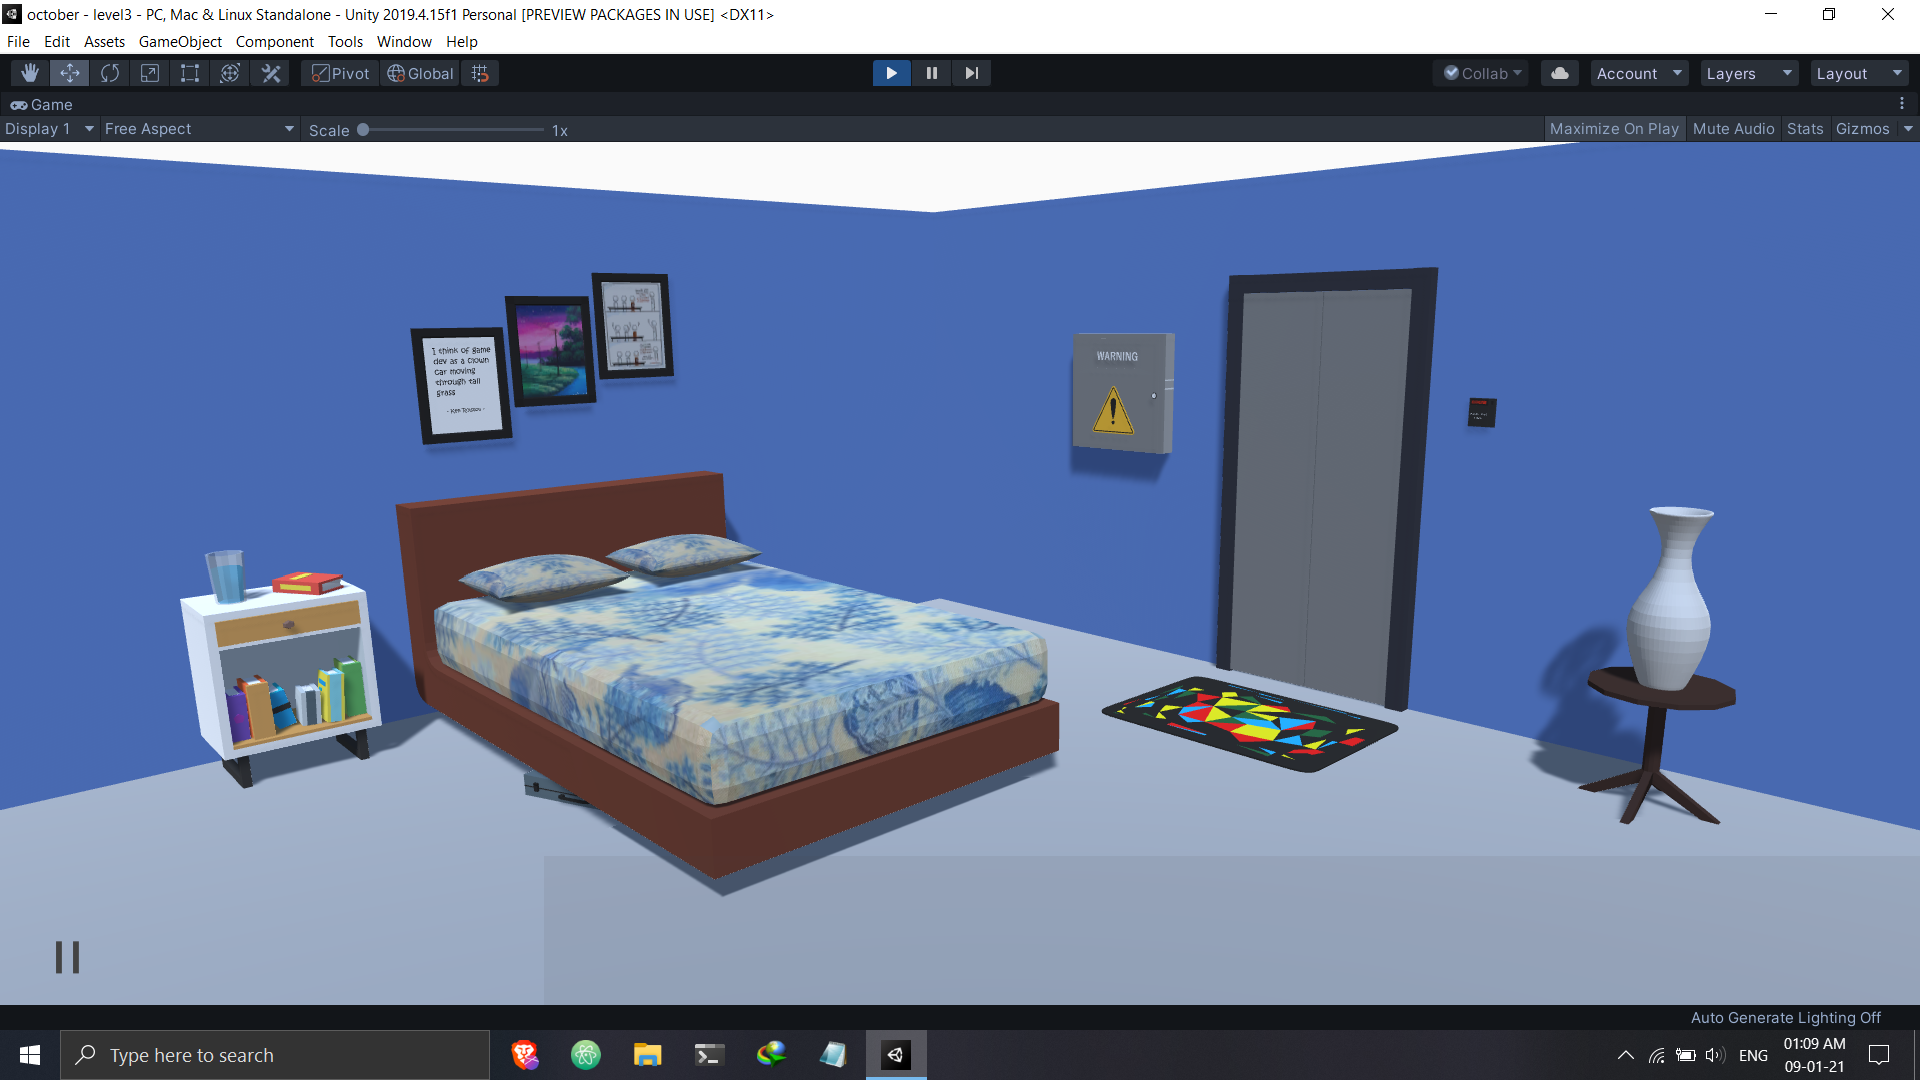 october - level3 - PC, Mac & Linux Standalone - Unity 2019.4.15f1 Personal [PREVIEW PACKAGES IN USE] <DX11>
File Edit Assets GameObject Component Tools Window Help
Pivot Global Collab Account Layers Layout
Game
Display 1 Free Aspect Scale 1x Maximize On Play Mute Audio Stats Gizmos
I think of game
dev as a clown
car moving
through tall
grass
WARNING
Auto Generate Lighting Off
Type here to search
ENG
01:09 AM
09-01-21